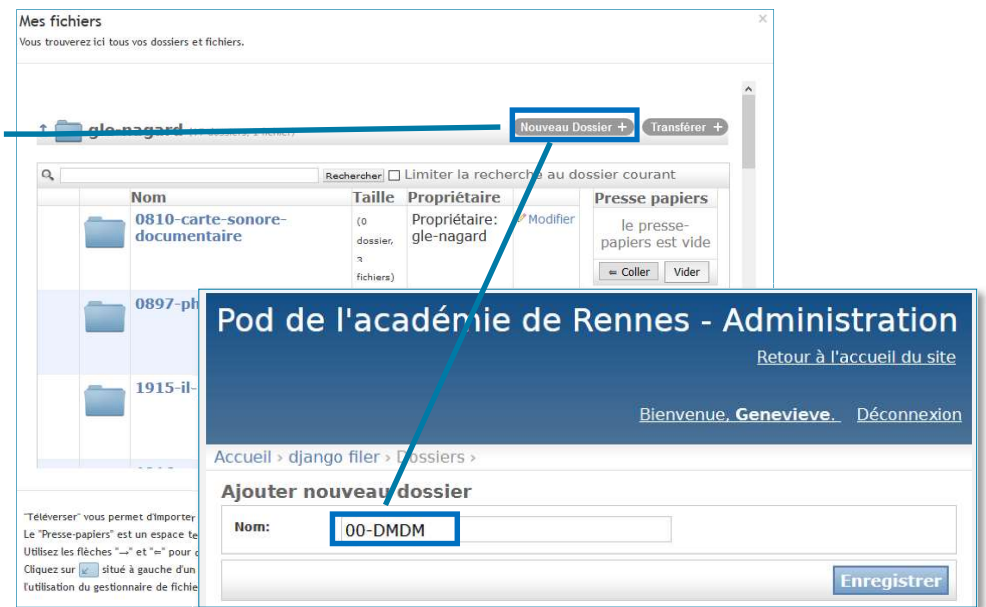 Mes fichiers
x
Vous trouverez ici tous vos dossiers et fichiers.
gle-nagard
Nouveau Dossier +
Transférer +
Rechercher
Limiter la recherche au dossier courant
Nom
Taille
Propriétaire
Presse papiers
0810-carte-sonore-
documentaire
(0
dossier,
3
fichiers)
Propriétaire:
gle-nagard
Modifier
le presse-
papiers est vide
Coller
Vider
0897-ph
1915-il-
Pod de l'académie de Rennes - Administration
Retour à l'accueil du site
Bienvenue, Genevieve.
Déconnexion
Accueil › django filer › Dossiers ›
Ajouter nouveau dossier
Nom:
00-DMDM
Enregistrer
"Téléverser" vous permet d'importer
Le "Presse-papiers" est un espace te
Utilisez les flèches "→" et "=" pour
Cliquez sur situé à gauche d'un
l'utilisation du gestionnaire de fichie